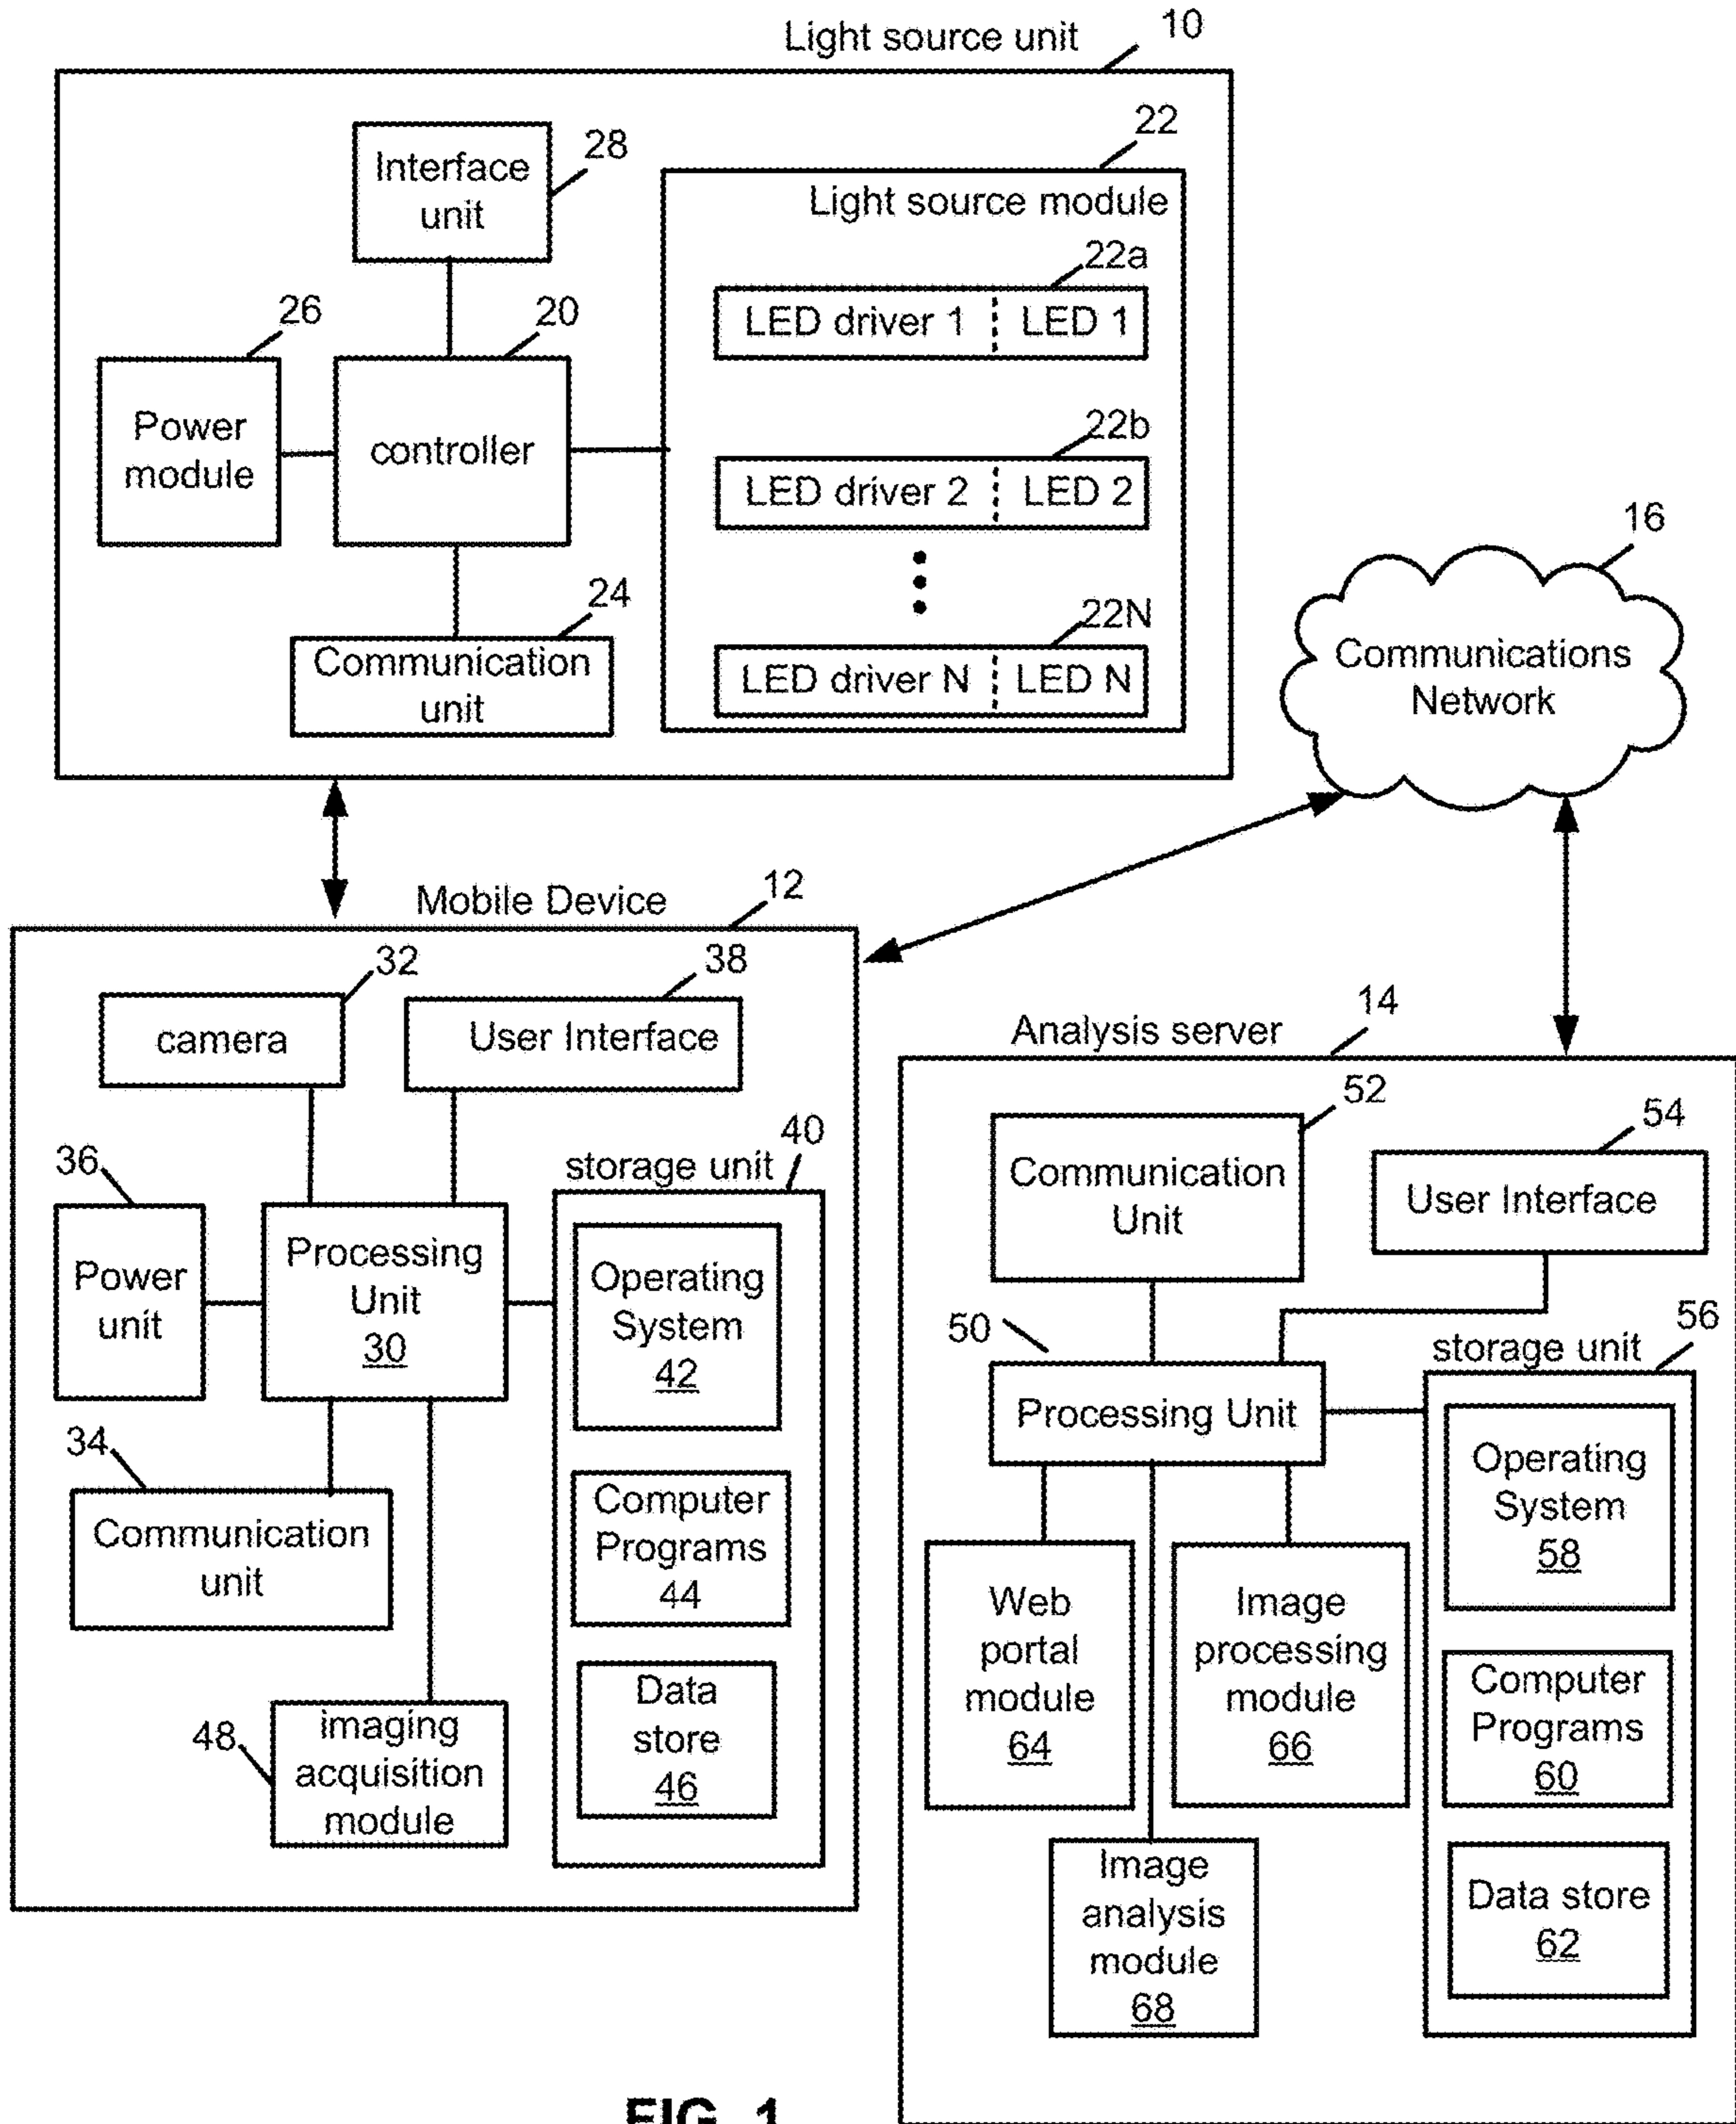 Light source unit
10
Interface
unit
28
22
Light source module
22a
LED driver 1
LED 1
26
20
Power
module
controller
22b
LED driver 2
LED 2
24
Communication
unit
22N
LED driver N
LED N
16
Communications
Network
Mobile Device
12
32
38
camera
User Interface
36
storage unit
40
Power
unit
Processing
Unit
30
Operating
System
42
34
Communication
unit
Computer
Programs
44
48
imaging
acquisition
module
Data
store
46
Analysis server
14
52
54
Communication
Unit
User Interface
50
storage unit
56
Processing Unit
Operating
System
58
Web
portal
module
64
Image
processing
module
66
Computer
Programs
60
Image
analysis
module
68
Data store
62
FIG. 1